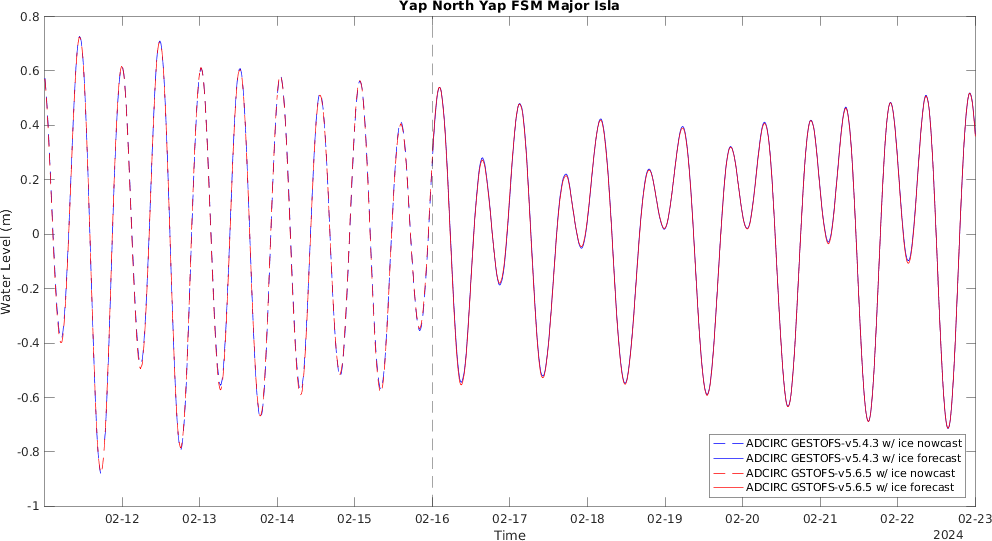 Yap North Yap FSM Major Isla
0.8
0.6
0.4
0.2
0
-0.2
-0.4
-0.6
-0.8
-1
Water Level (m)
02-12 02-13 02-14 02-15 02-16 02-17 02-18 02-19 02-20 02-21 02-22 02-23
Time
2024
ADCIRC GESTOFS-v5.4.3 w/ ice nowcast
ADCIRC GESTOFS-v5.4.3 w/ ice forecast
ADCIRC GSTOFS-v5.6.5 w/ ice nowcast
ADCIRC GSTOFS-v5.6.5 w/ ice forecast